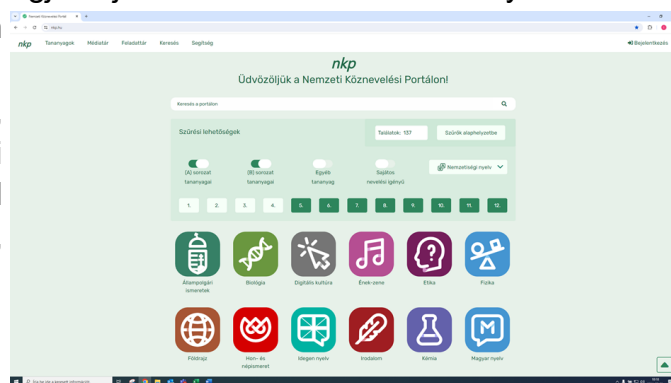 Nemzeti Köznevelési Portál
nkp.hu
nkp Tananyagok Médiatár Feladattár Keresés Segítség Bejelentkezés
nkp
Üdvözöljük a Nemzeti Köznevelési Portálon!
Keresés a portálon
Szűrési lehetőségek Találatok: 137 Szűrők alaphelyzetbe
(A) sorozat tananyagai
(B) sorozat tananyagai
Egyéb tananyag
Sajátos nevelési igényű
Nemzetiségi nyelv
1. 2. 3. 4. 5. 6. 7. 8. 9. 10. 11. 12.
Állampolgári ismeretek
Biológia
Digitális kultúra
Ének-zene
Etika
Fizika
Földrajz
Hon- és népismeret
Idegen nyelv
Irodalom
Kémia
Magyar nyelv